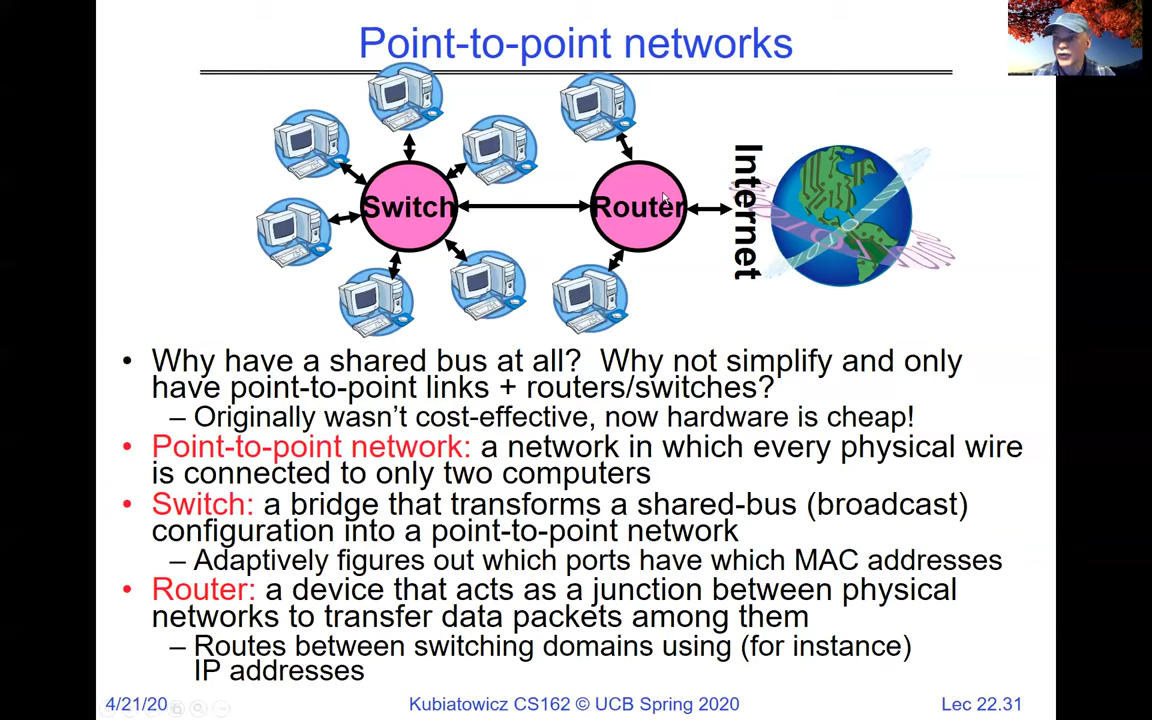 Point-to-point networks
Switch
Router
Internet
• Why have a shared bus at all?  Why not simplify and only
have point-to-point links + routers/switches?
– Originally wasn't cost-effective, now hardware is cheap!
• Point-to-point network: a network in which every physical wire
is connected to only two computers
• Switch: a bridge that transforms a shared-bus (broadcast)
configuration into a point-to-point network
– Adaptively figures out which ports have which MAC addresses
• Router: a device that acts as a junction between physical
networks to transfer data packets among them
– Routes between switching domains using (for instance)
IP addresses
4/21/20
Kubiatowicz CS162 © UCB Spring 2020
Lec 22.31